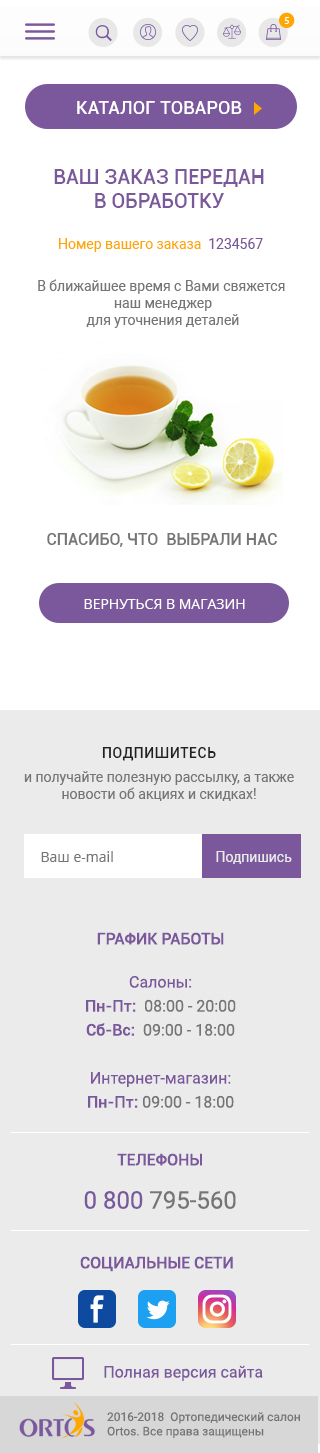 5
КАТАЛОГ ТОВАРОВ
ВАШ ЗАКАЗ ПЕРЕДАН
В ОБРАБОТКУ
Номер вашего заказа 1234567
В ближайшее время с Вами свяжется
наш менеджер
для уточнения деталей
СПАСИБО, ЧТО ВЫБРАЛИ НАС
ВЕРНУТЬСЯ В МАГАЗИН
ПОДПИШИТЕСЬ
и получайте полезную рассылку, а также
новости об акциях и скидках!
Ваш e-mail
Подпишись
ГРАФИК РАБОТЫ
Салоны:
Пн-Пт: 08:00 - 20:00
Сб-Вс: 09:00 - 18:00
Интернет-магазин:
Пн-Пт: 09:00 - 18:00
ТЕЛЕФОНЫ
0 800 795-560
СОЦИАЛЬНЫЕ СЕТИ
Полная версия сайта
ORTOS
2016-2018 Ортопедический салон
Ortos. Все права защищены